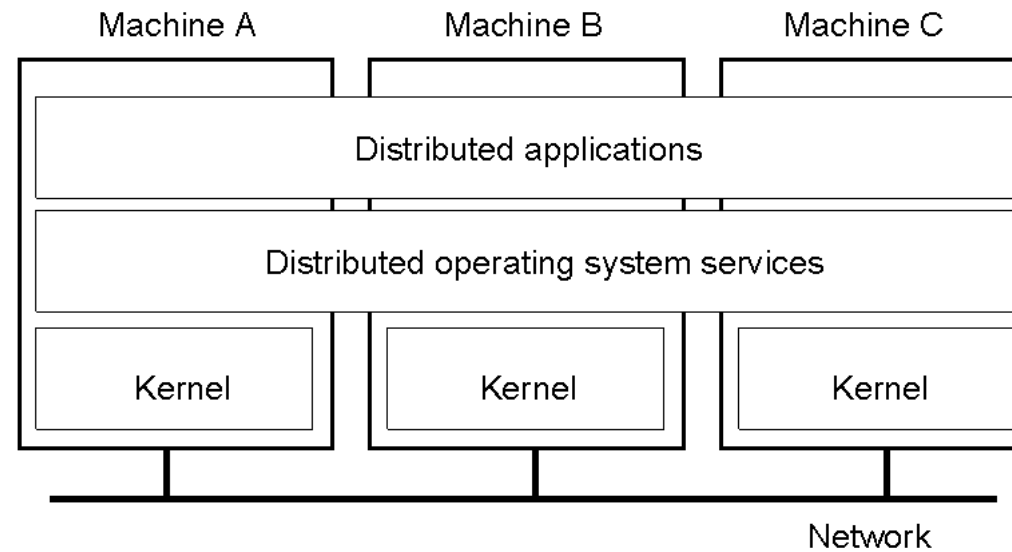 Machine A
Machine B
Machine C
Distributed applications
Distributed operating system services
Kernel
Kernel
Kernel
Network